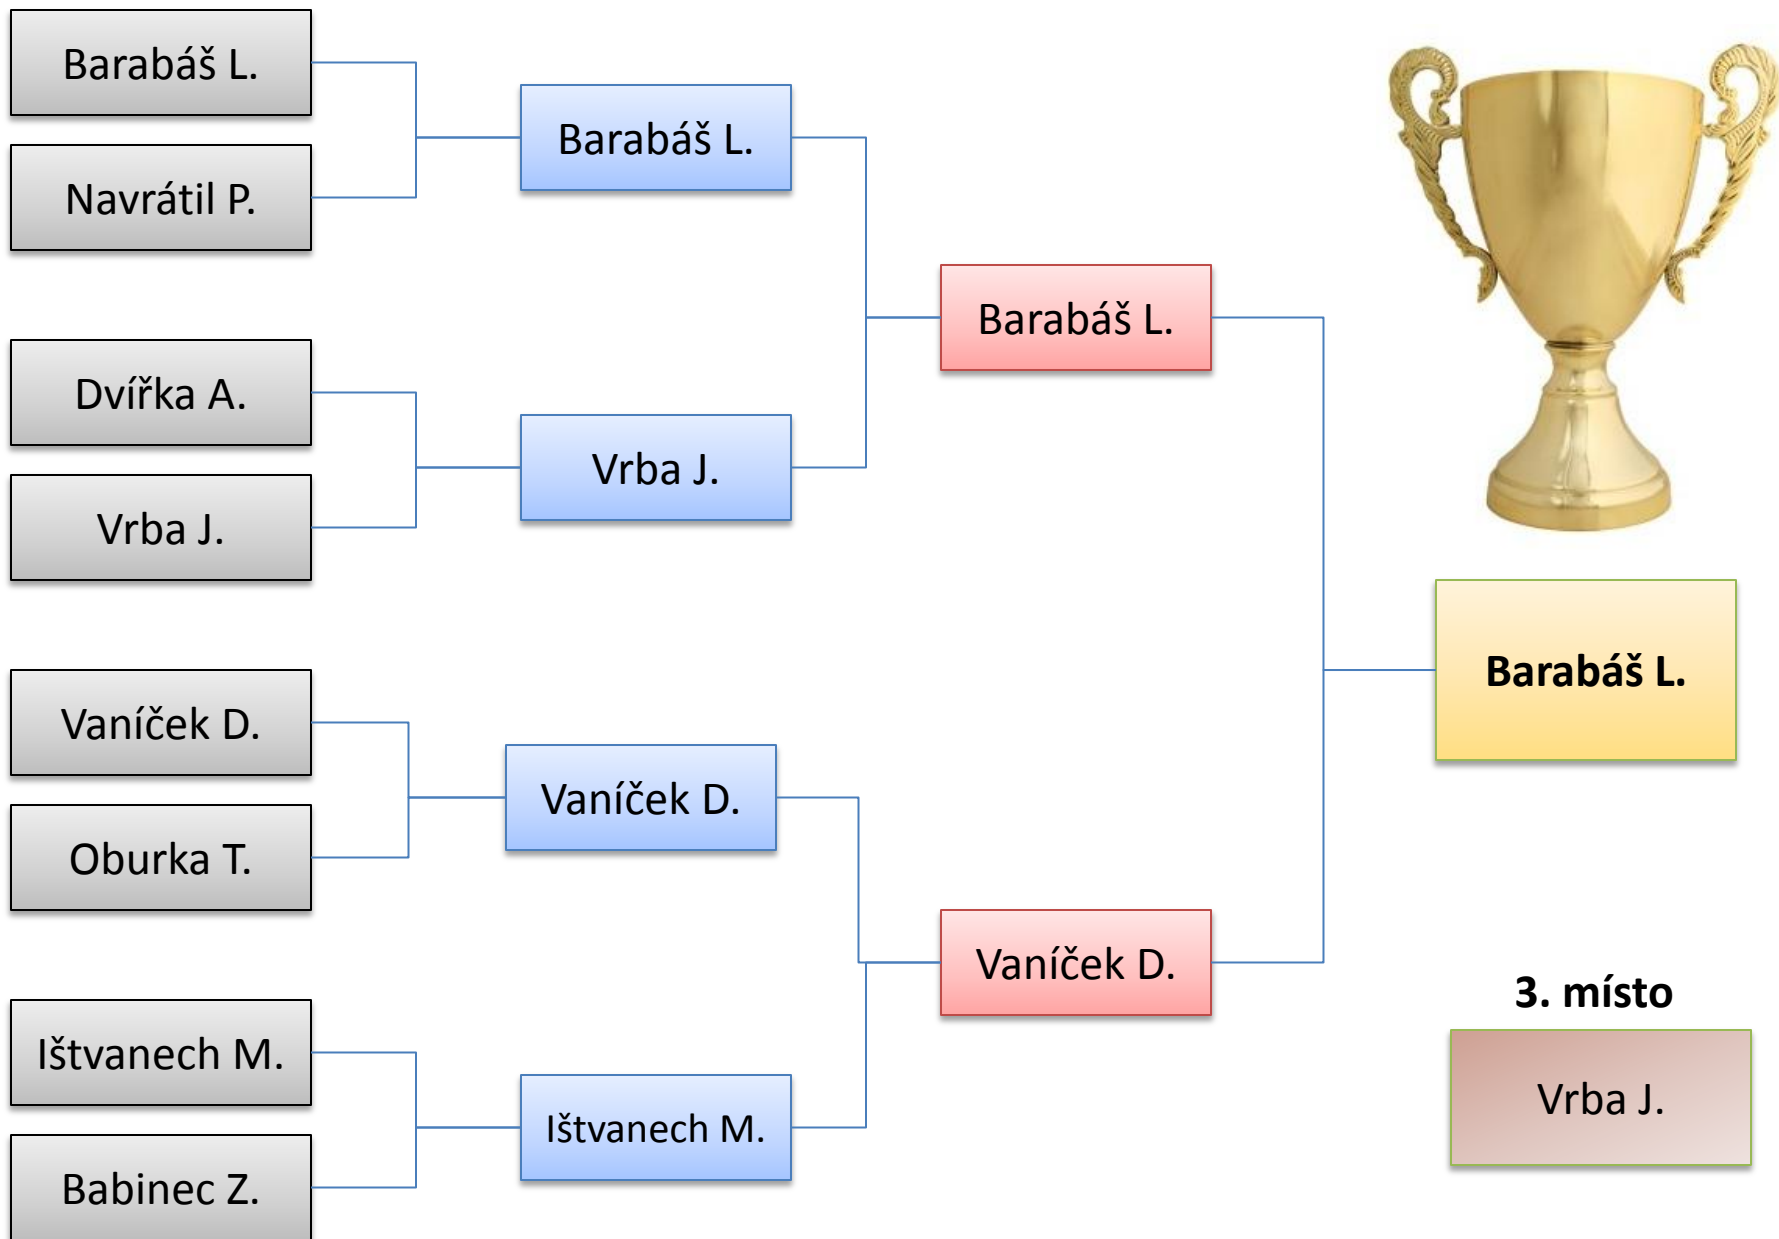 Barabáš L.
Navrátil P.
Dvířka A.
Vrba J.
Vaníček D.
Oburka T.
Ištvanech M.
Babinec Z.
Barabáš L.
Vrba J.
Vaníček D.
Ištvanech M.
Barabáš L.
Vaníček D.
Barabáš L.
3. místo
Vrba J.